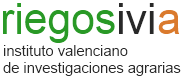 riegosivia
instituto valenciano
de investigaciones agrarias